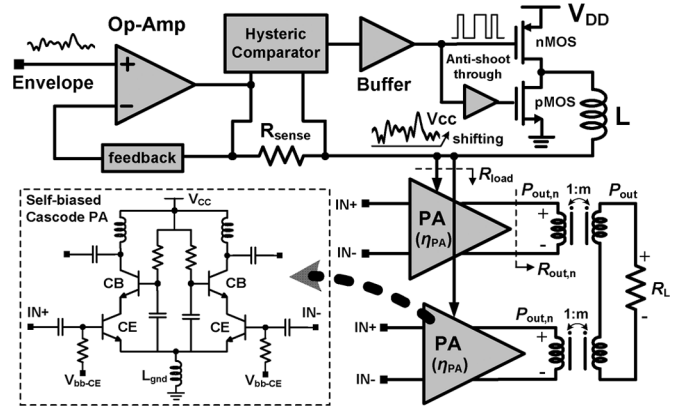 Op-Amp
Hysteric
Comparator
V_DD
nMOS
Envelope
+
−
Buffer
Anti-shoot
through
pMOS
L
feedback
R_sense
Vcc
shifting
R_load
Self-biased
Cascode PA
V_CC
IN+
IN-
PA
(η_PA)
P_out,n
1:m
P_out
+
-
R_out,n
CB
CB
+
R_L
-
IN+
CE
CE
IN-
V_bb-CE
L_gnd
V_bb-CE
IN+
IN-
PA
(η_PA)
P_out,n
1:m
+
-